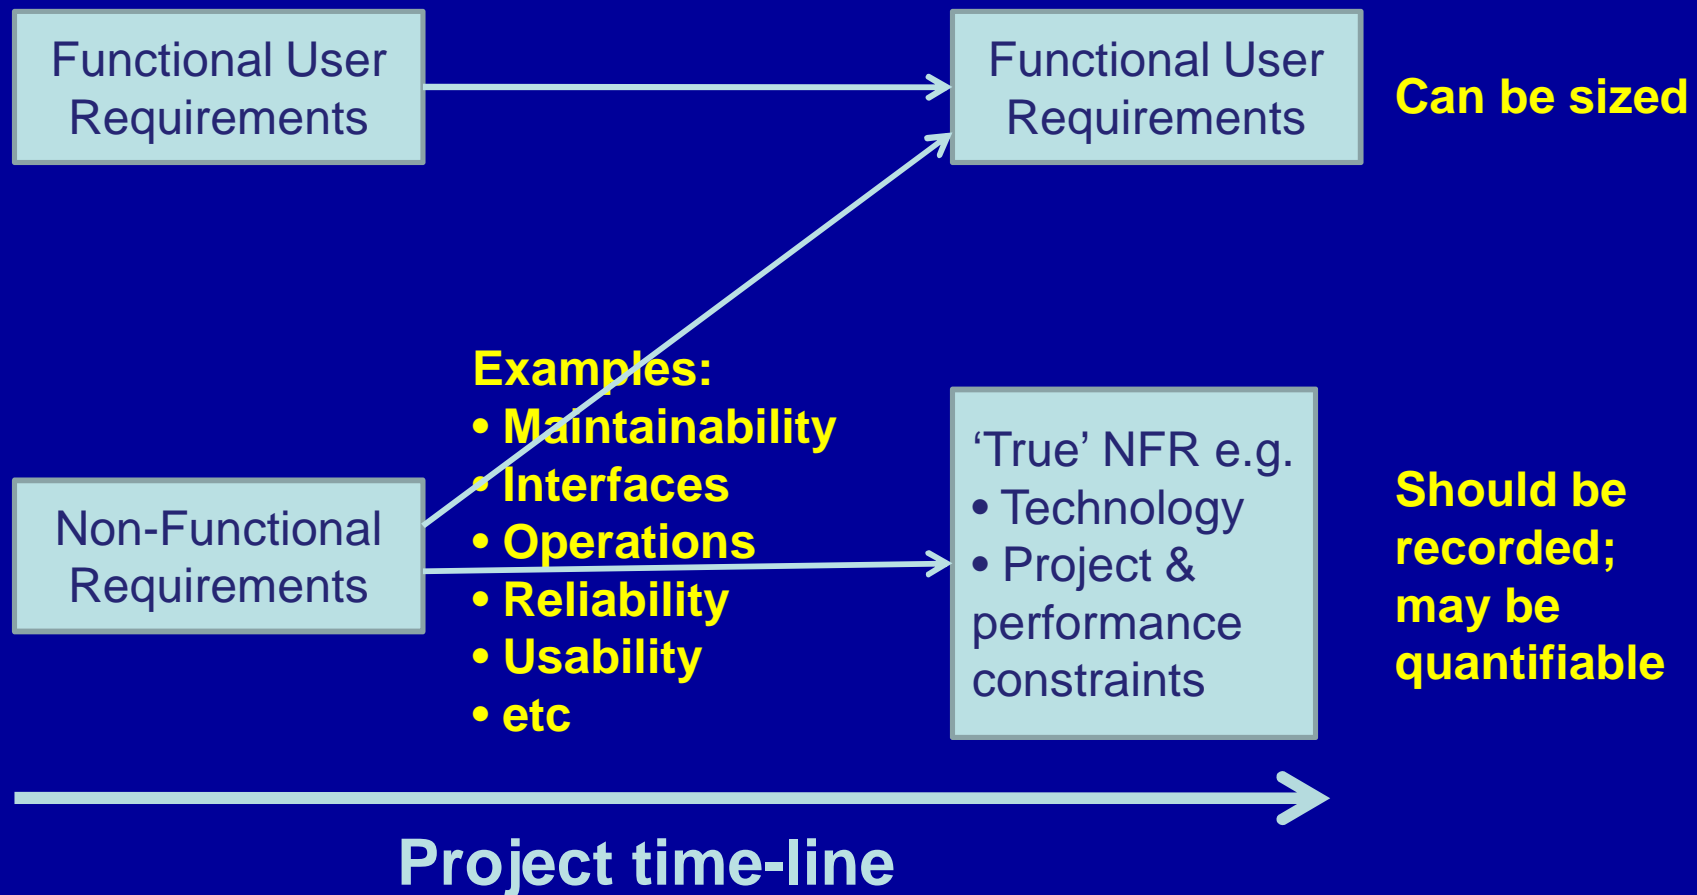 Functional User
Requirements
Functional User
Requirements
Can be sized
Non-Functional
Requirements
Examples:
• Maintainability
• Interfaces
• Operations
• Reliability
• Usability
• etc
‘True’ NFR e.g.
• Technology
• Project &
performance
constraints
Should be
recorded;
may be
quantifiable
Project time-line